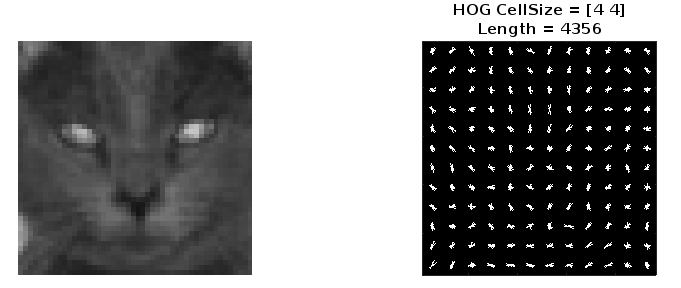 HOG CellSize = [4 4]
Length = 4356